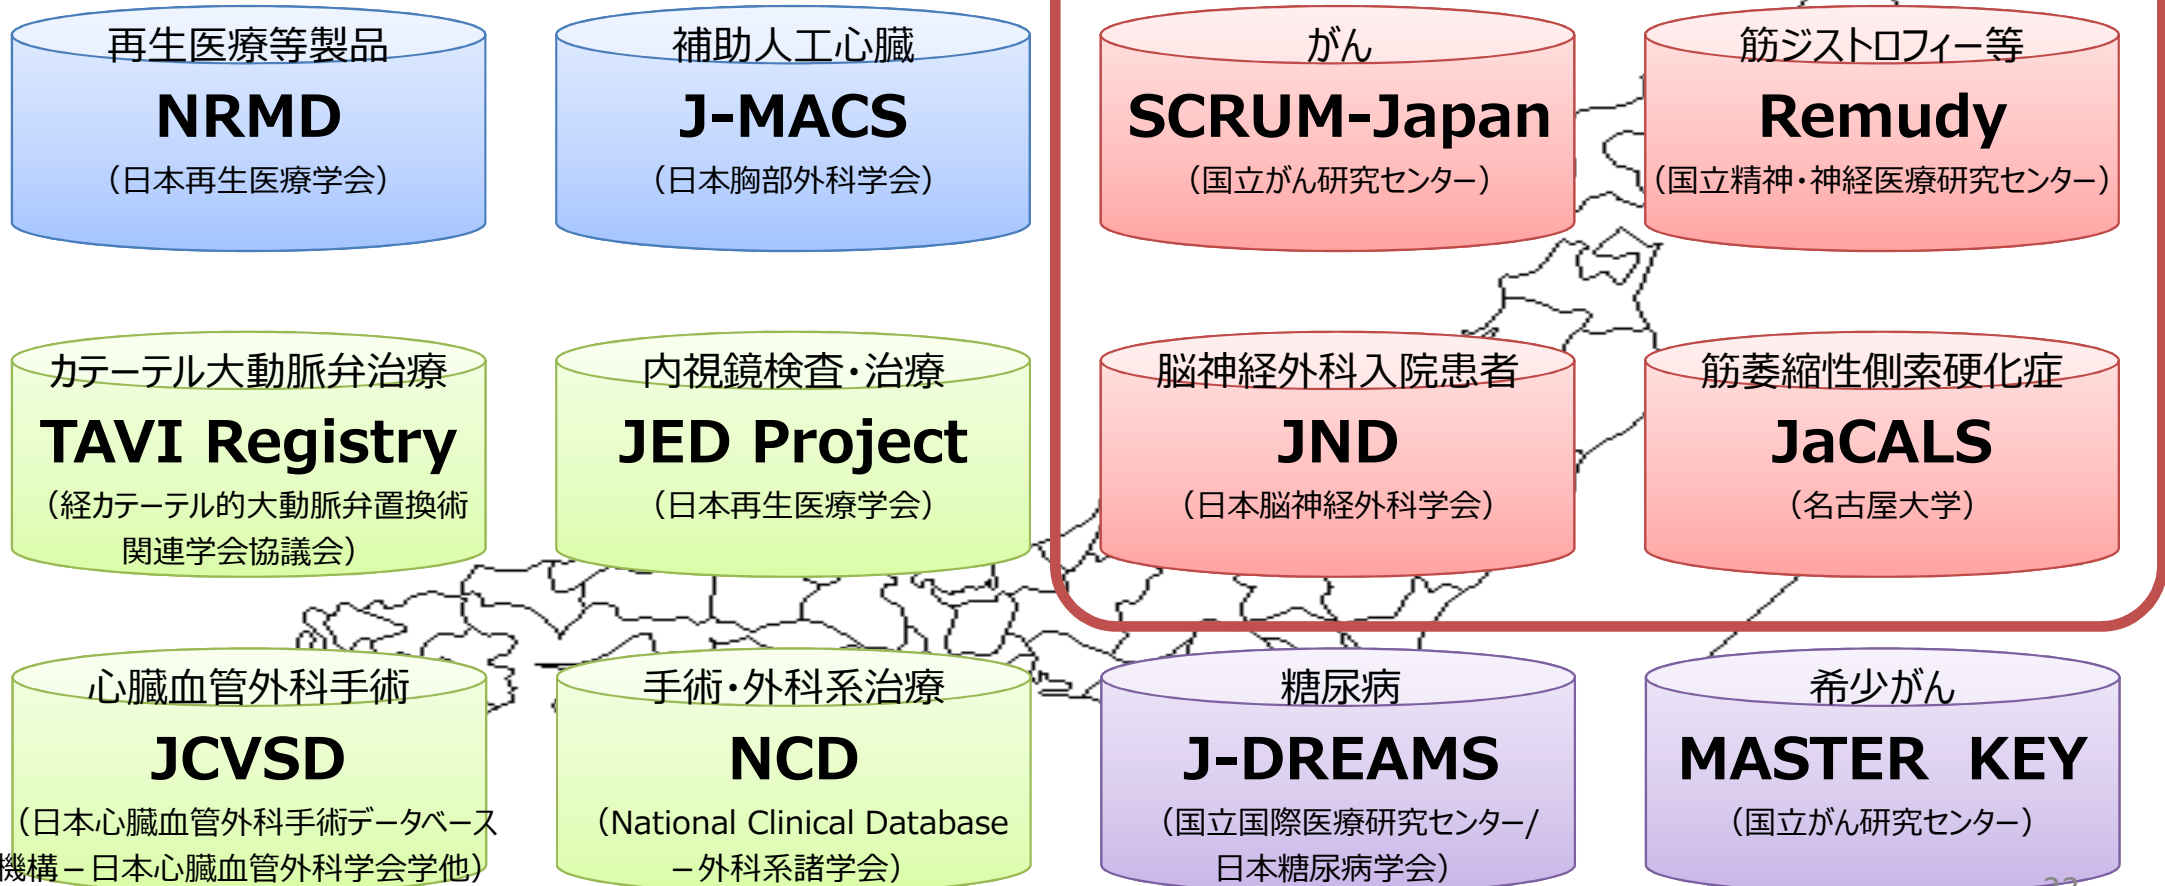 再生医療等製品
NRMD
（日本再生医療学会）
補助人工心臓
J-MACS
（日本胸部外科学会）
がん
SCRUM-Japan
（国立がん研究センター）
筋ジストロフィー等
Remudy
（国立精神・神経医療研究センター）
カテーテル大動脈弁治療
TAVI Registry
（経カテーテル的大動脈弁置換術
関連学会協議会）
内視鏡検査・治療
JED Project
（日本再生医療学会）
脳神経外科入院患者
JND
（日本脳神経外科学会）
筋萎縮性側索硬化症
JaCALS
（名古屋大学）
心臓血管外科手術
JCVSD
（日本心臓血管外科手術データベース
機構－日本心臓血管外科学会学他）
手術・外科系治療
NCD
（National Clinical Database
－外科系諸学会）
糖尿病
J-DREAMS
（国立国際医療研究センター/
日本糖尿病学会）
希少がん
MASTER KEY
（国立がん研究センター）